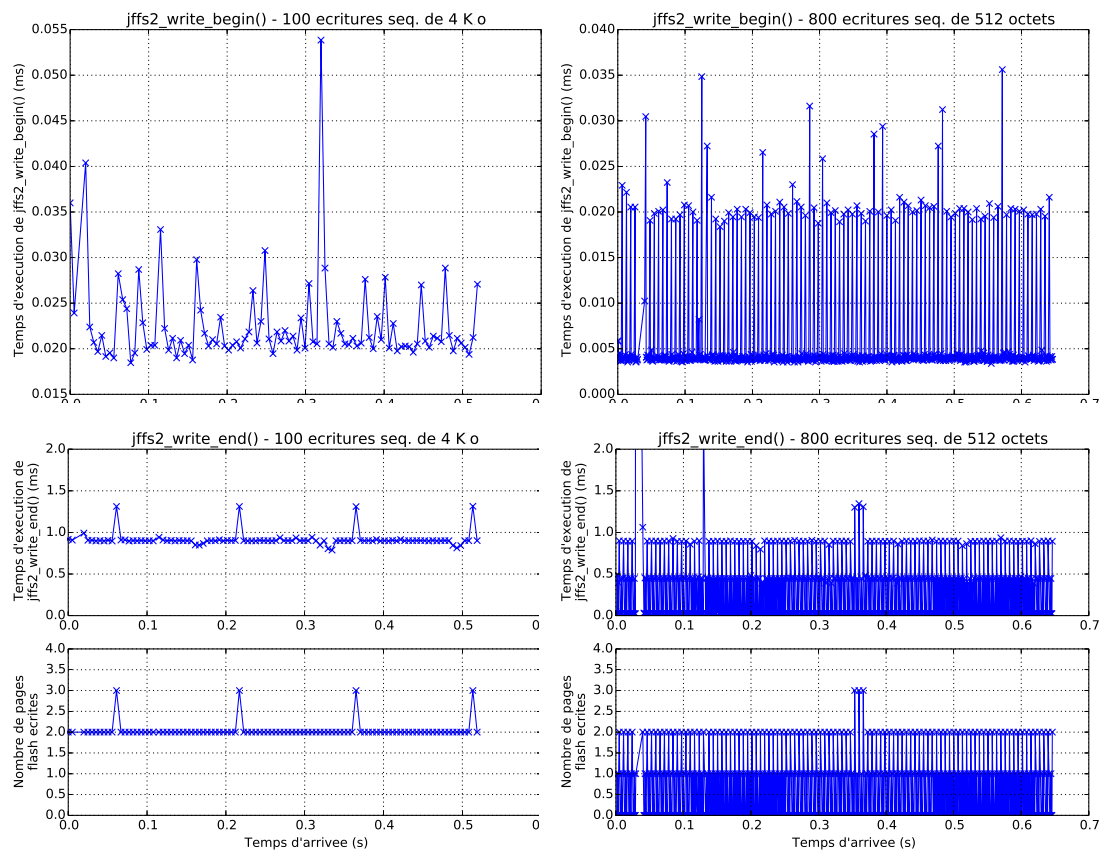 jffs2_write_begin() - 100 ecritures seq. de 4 K o
Temps d'execution de jffs2_write_begin() (ms)
0.055
0.050
0.045
0.040
0.035
0.030
0.025
0.020
0.015
0.0 0.1 0.2 0.3 0.4 0.5 0
jffs2_write_begin() - 800 ecritures seq. de 512 octets
Temps d'execution de jffs2_write_begin() (ms)
0.040
0.035
0.030
0.025
0.020
0.015
0.010
0.005
0.000
0.0 0.1 0.2 0.3 0.4 0.5 0.6 0.7
jffs2_write_end() - 100 ecritures seq. de 4 K o
Temps d'execution de
jffs2_write_end() (ms)
2.0
1.5
1.0
0.5
0.0
0.0 0.1 0.2 0.3 0.4 0.5 0
jffs2_write_end() - 800 ecritures seq. de 512 octets
Temps d'execution de
jffs2_write_end() (ms)
2.0
1.5
1.0
0.5
0.0
0.0 0.1 0.2 0.3 0.4 0.5 0.6 0.7
Nombre de pages
flash ecrites
4.0
3.5
3.0
2.5
2.0
1.5
1.0
0.5
0.0
0.0 0.1 0.2 0.3 0.4 0.5 0
Temps d'arrivee (s)
Nombre de pages
flash ecrites
4.0
3.5
3.0
2.5
2.0
1.5
1.0
0.5
0.0
0.0 0.1 0.2 0.3 0.4 0.5 0.6 0.7
Temps d'arrivee (s)